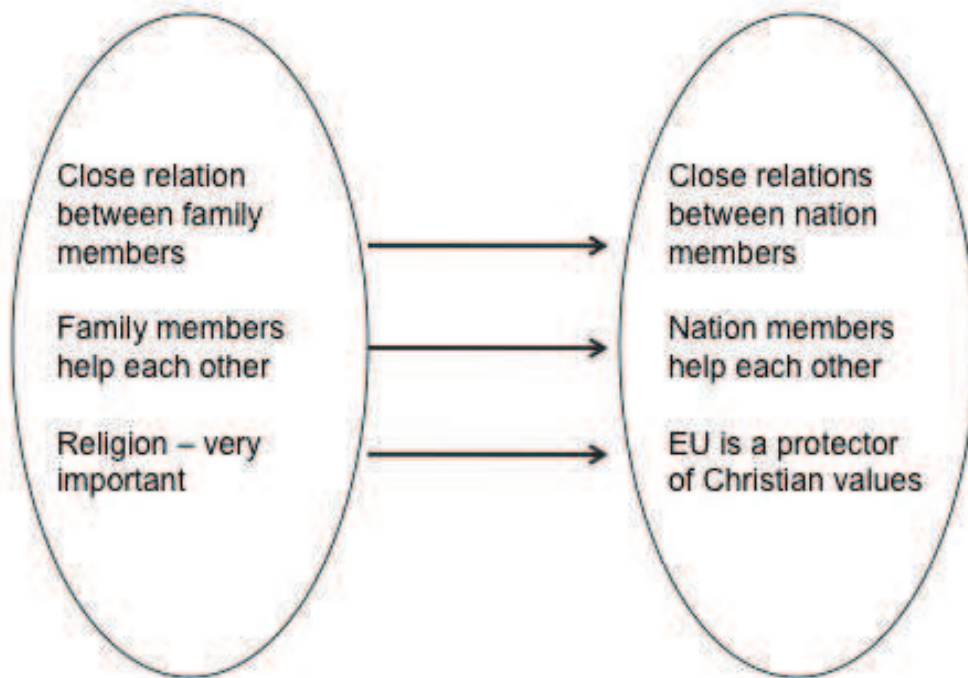 Close relation
between family
members
Family members
help each other
Religion – very
important
Close relations
between nation
members
Nation members
help each other
EU is a protector
of Christian values